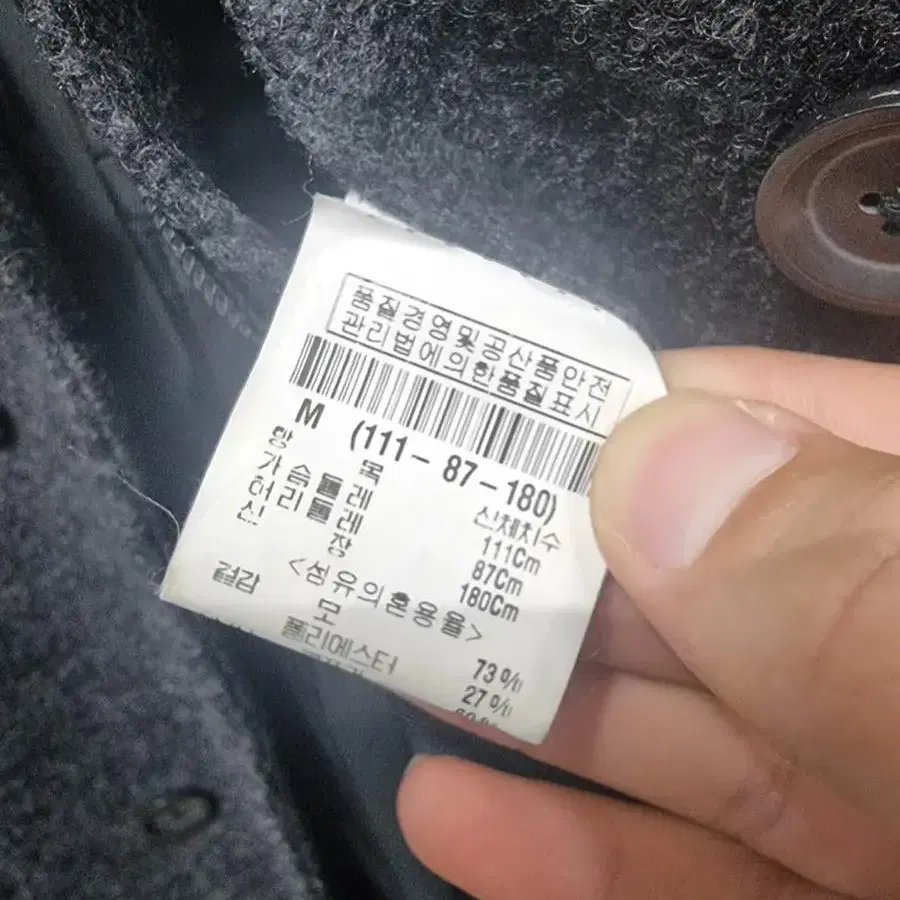 품질경영및공산품안전
관리법에의한품질표시
M (111-87-180)
항 목 신체치수
가슴둘레 111Cm
허리둘레 87Cm
신 장 180Cm
<섬유의혼용율>
겉감 모 73%
폴리에스터 27%